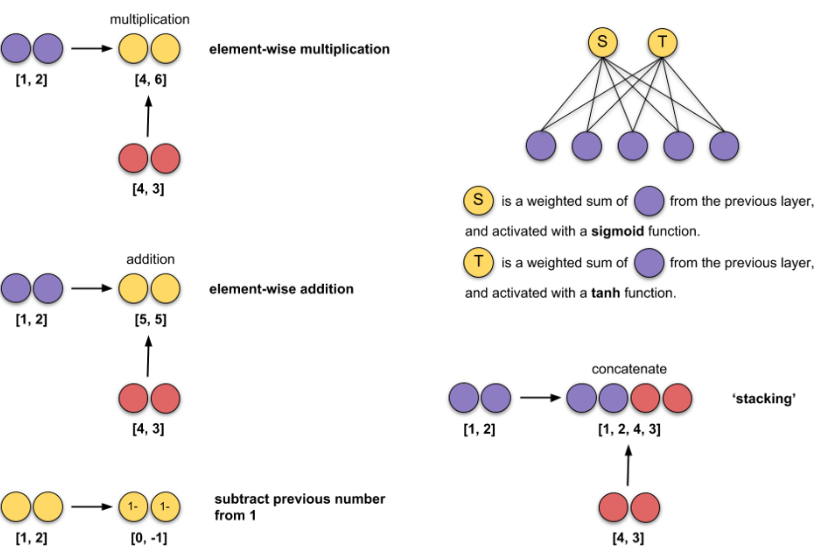 multiplication
element-wise multiplication
[1, 2]
[4, 6]
[4, 3]
addition
element-wise addition
[1, 2]
[5, 5]
[4, 3]
1- 1-
subtract previous number
from 1
[1, 2]
[0, -1]
S T
S is a weighted sum of from the previous layer,
and activated with a sigmoid function.
T is a weighted sum of from the previous layer,
and activated with a tanh function.
concatenate
‘stacking’
[1, 2]
[1, 2, 4, 3]
[4, 3]